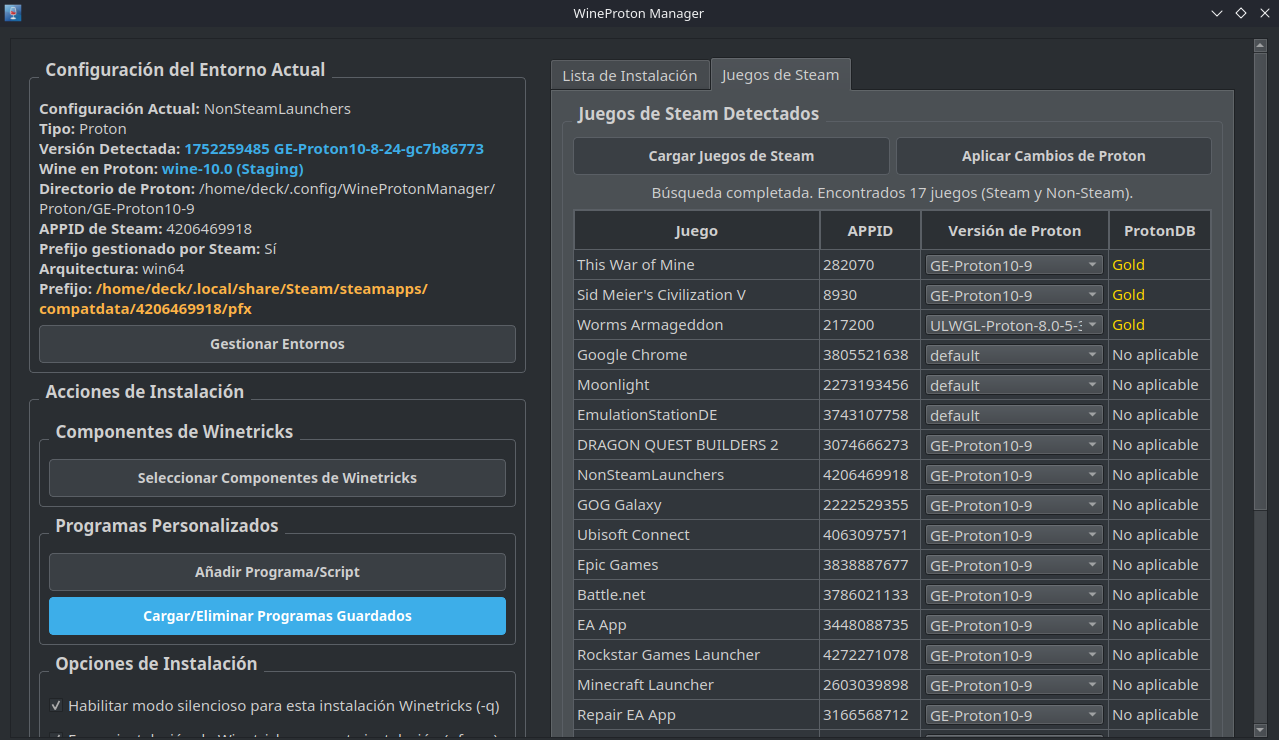 WineProton Manager
Configuración del Entorno Actual
Configuración Actual: NonSteamLaunchers
Tipo: Proton
Versión Detectada: 1752259485 GE-Proton10-8-24-gc7b86773
Wine en Proton: wine-10.0 (Staging)
Directorio de Proton: /home/deck/.config/WineProtonManager/
Proton/GE-Proton10-9
APPID de Steam: 4206469918
Prefijo gestionado por Steam: Sí
Arquitectura: win64
Prefijo: /home/deck/.local/share/Steam/steamapps/
compatdata/4206469918/pfx
Gestionar Entornos
Acciones de Instalación
Componentes de Winetricks
Seleccionar Componentes de Winetricks
Programas Personalizados
Añadir Programa/Script
Cargar/Eliminar Programas Guardados
Opciones de Instalación
Habilitar modo silencioso para esta instalación Winetricks (-q)
Lista de Instalación Juegos de Steam
Juegos de Steam Detectados
Cargar Juegos de Steam Aplicar Cambios de Proton
Búsqueda completada. Encontrados 17 juegos (Steam y Non-Steam).
Juego APPID Versión de Proton ProtonDB
This War of Mine 282070 GE-Proton10-9 Gold
Sid Meier's Civilization V 8930 GE-Proton10-9 Gold
Worms Armageddon 217200 ULWGL-Proton-8.0-5-3 Gold
Google Chrome 3805521638 default No aplicable
Moonlight 2273193456 default No aplicable
EmulationStationDE 3743107758 default No aplicable
DRAGON QUEST BUILDERS 2 3074666273 GE-Proton10-9 No aplicable
NonSteamLaunchers 4206469918 GE-Proton10-9 No aplicable
GOG Galaxy 2222529355 GE-Proton10-9 No aplicable
Ubisoft Connect 4063097571 GE-Proton10-9 No aplicable
Epic Games 3838887677 GE-Proton10-9 No aplicable
Battle.net 3786021133 GE-Proton10-9 No aplicable
EA App 3448088735 GE-Proton10-9 No aplicable
Rockstar Games Launcher 4272271078 GE-Proton10-9 No aplicable
Minecraft Launcher 2603039898 GE-Proton10-9 No aplicable
Repair EA App 3166568712 GE-Proton10-9 No aplicable